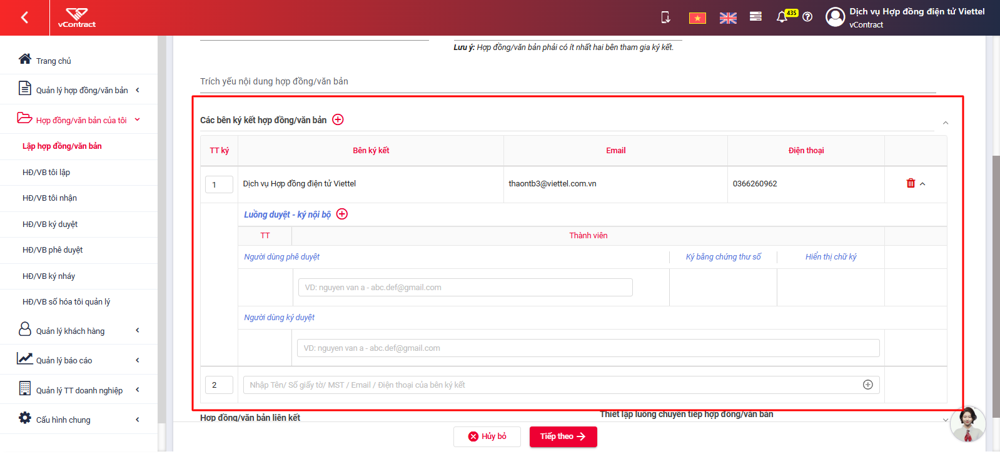 vContract
435
Dịch vụ Hợp đồng điện tử Viettel
vContract
Trang chủ
Quản lý hợp đồng/văn bản
Hợp đồng/văn bản của tôi
Lập hợp đồng/văn bản
HĐ/VB tôi lập
HĐ/VB tôi nhận
HĐ/VB ký duyệt
HĐ/VB phê duyệt
HĐ/VB ký nháy
HĐ/VB số hóa tôi quản lý
Quản lý khách hàng
Quản lý báo cáo
Quản lý TT doanh nghiệp
Cấu hình chung
Lưu ý: Hợp đồng/văn bản phải có ít nhất hai bên tham gia ký kết.
Trích yếu nội dung hợp đồng/văn bản
Các bên ký kết hợp đồng/văn bản
TT ký Bên ký kết Email Điện thoại
1 Dịch vụ Hợp đồng điện tử Viettel thaontb3@viettel.com.vn 0366260962
Luồng duyệt - ký nội bộ
TT Thành viên
Người dùng phê duyệt Ký bằng chứng thư số Hiển thị chữ ký
VD: nguyen van a - abc.def@gmail.com
Người dùng ký duyệt
VD: nguyen van a - abc.def@gmail.com
2 Nhập Tên/ Số giấy tờ/ MST / Email / Điện thoại của bên ký kết
Hợp đồng/văn bản liên kết Thiết lập luồng chuyển tiếp hợp đồng/văn bản
Hủy bỏ Tiếp theo